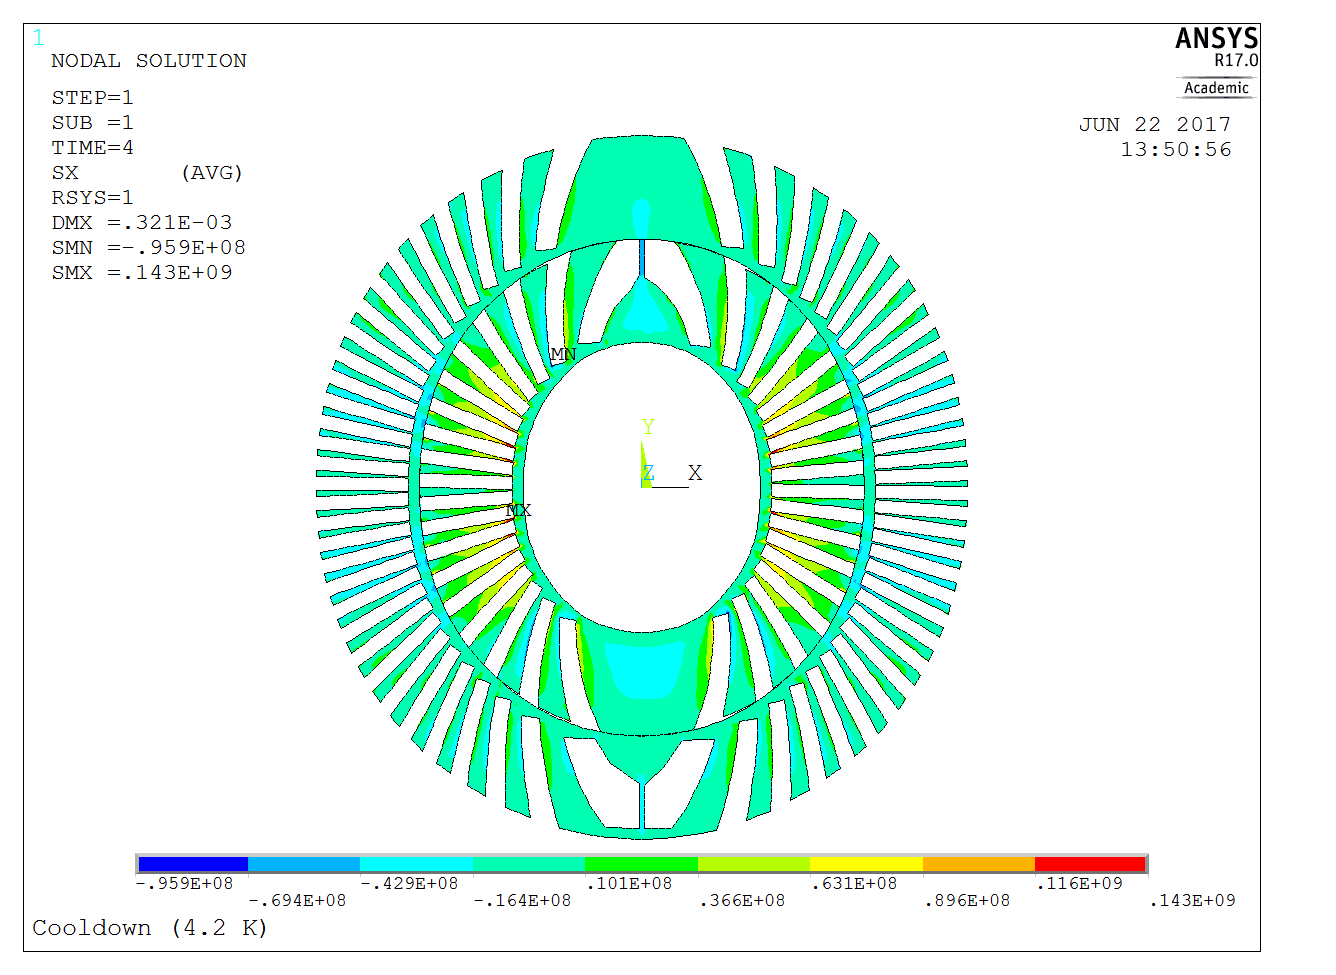 1
NODAL SOLUTION
STEP=1
SUB =1
TIME=4
SX (AVG)
RSYS=1
DMX =.321E-03
SMN =-.959E+08
SMX =.143E+09
ANSYS
R17.0
Academic
JUN 22 2017
13:50:56
MN
Y
Z X
MX
-.959E+08 -.429E+08 .101E+08 .631E+08 .116E+09
-.694E+08 -.164E+08 .366E+08 .896E+08 .143E+09
Cooldown (4.2 K)